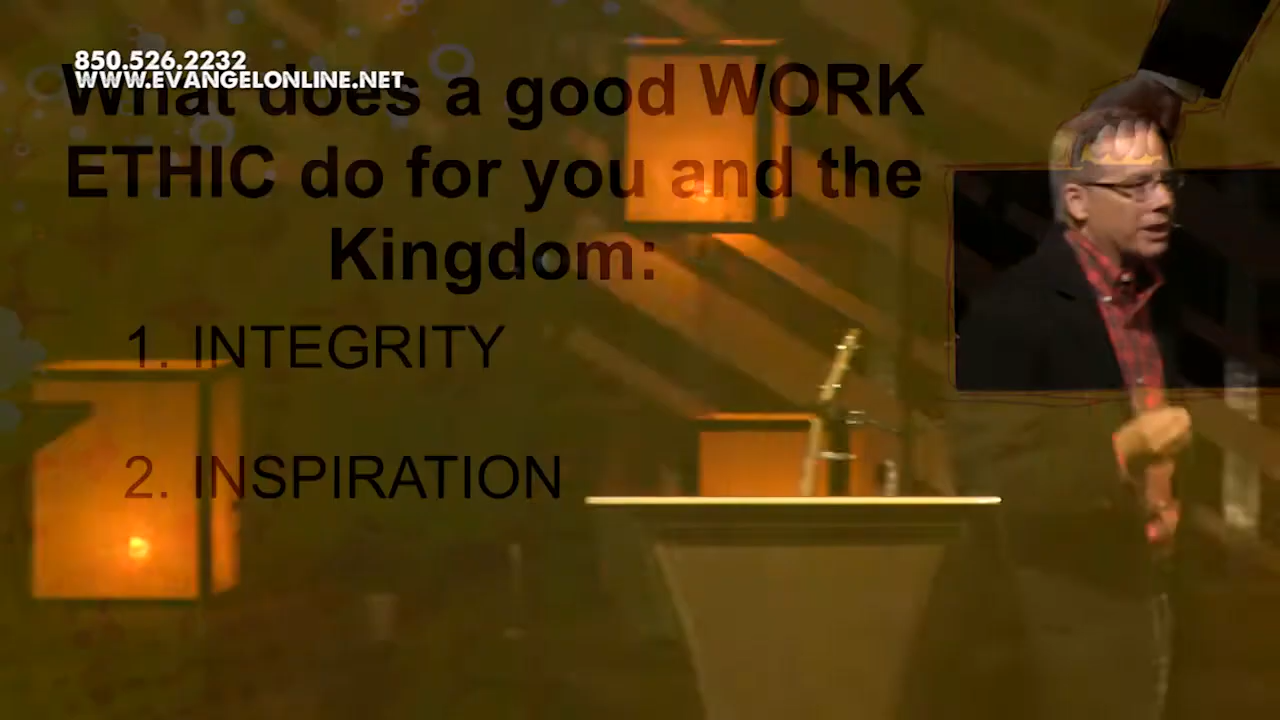 850.526.2232
WWW.EVANGELONLINE.NET
What does a good WORK
ETHIC do for you and the
Kingdom:
1. INTEGRITY
2. INSPIRATION